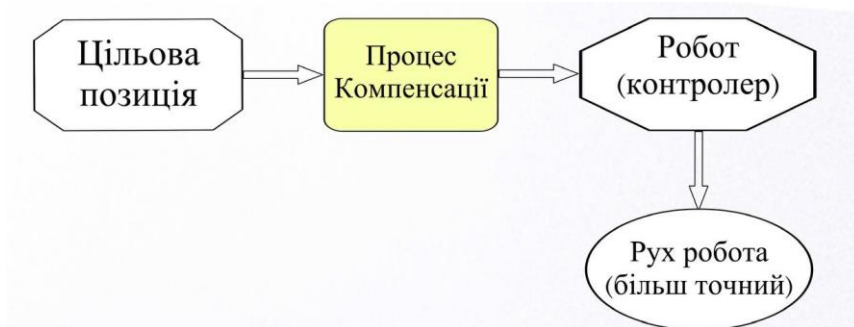 Цільова
позиція
Процес
Компенсації
Робот
(контролер)
Рух робота
(більш точний)